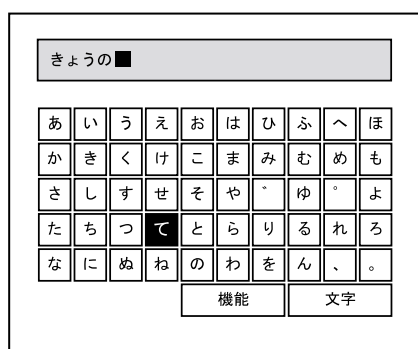 きょうの
あ い う え お は ひ ふ へ ほ
か き く け こ ま み む め も
さ し す せ そ や ゛ ゆ ゜ よ
た ち つ て と ら り る れ ろ
な に ぬ ね の わ を ん 、 。
機能 文字